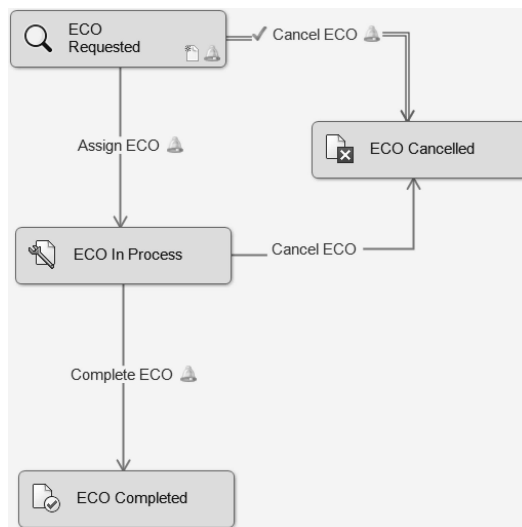 ECO
Requested
Cancel ECO
ECO Cancelled
Assign ECO
ECO In Process
Cancel ECO
Complete ECO
ECO Completed